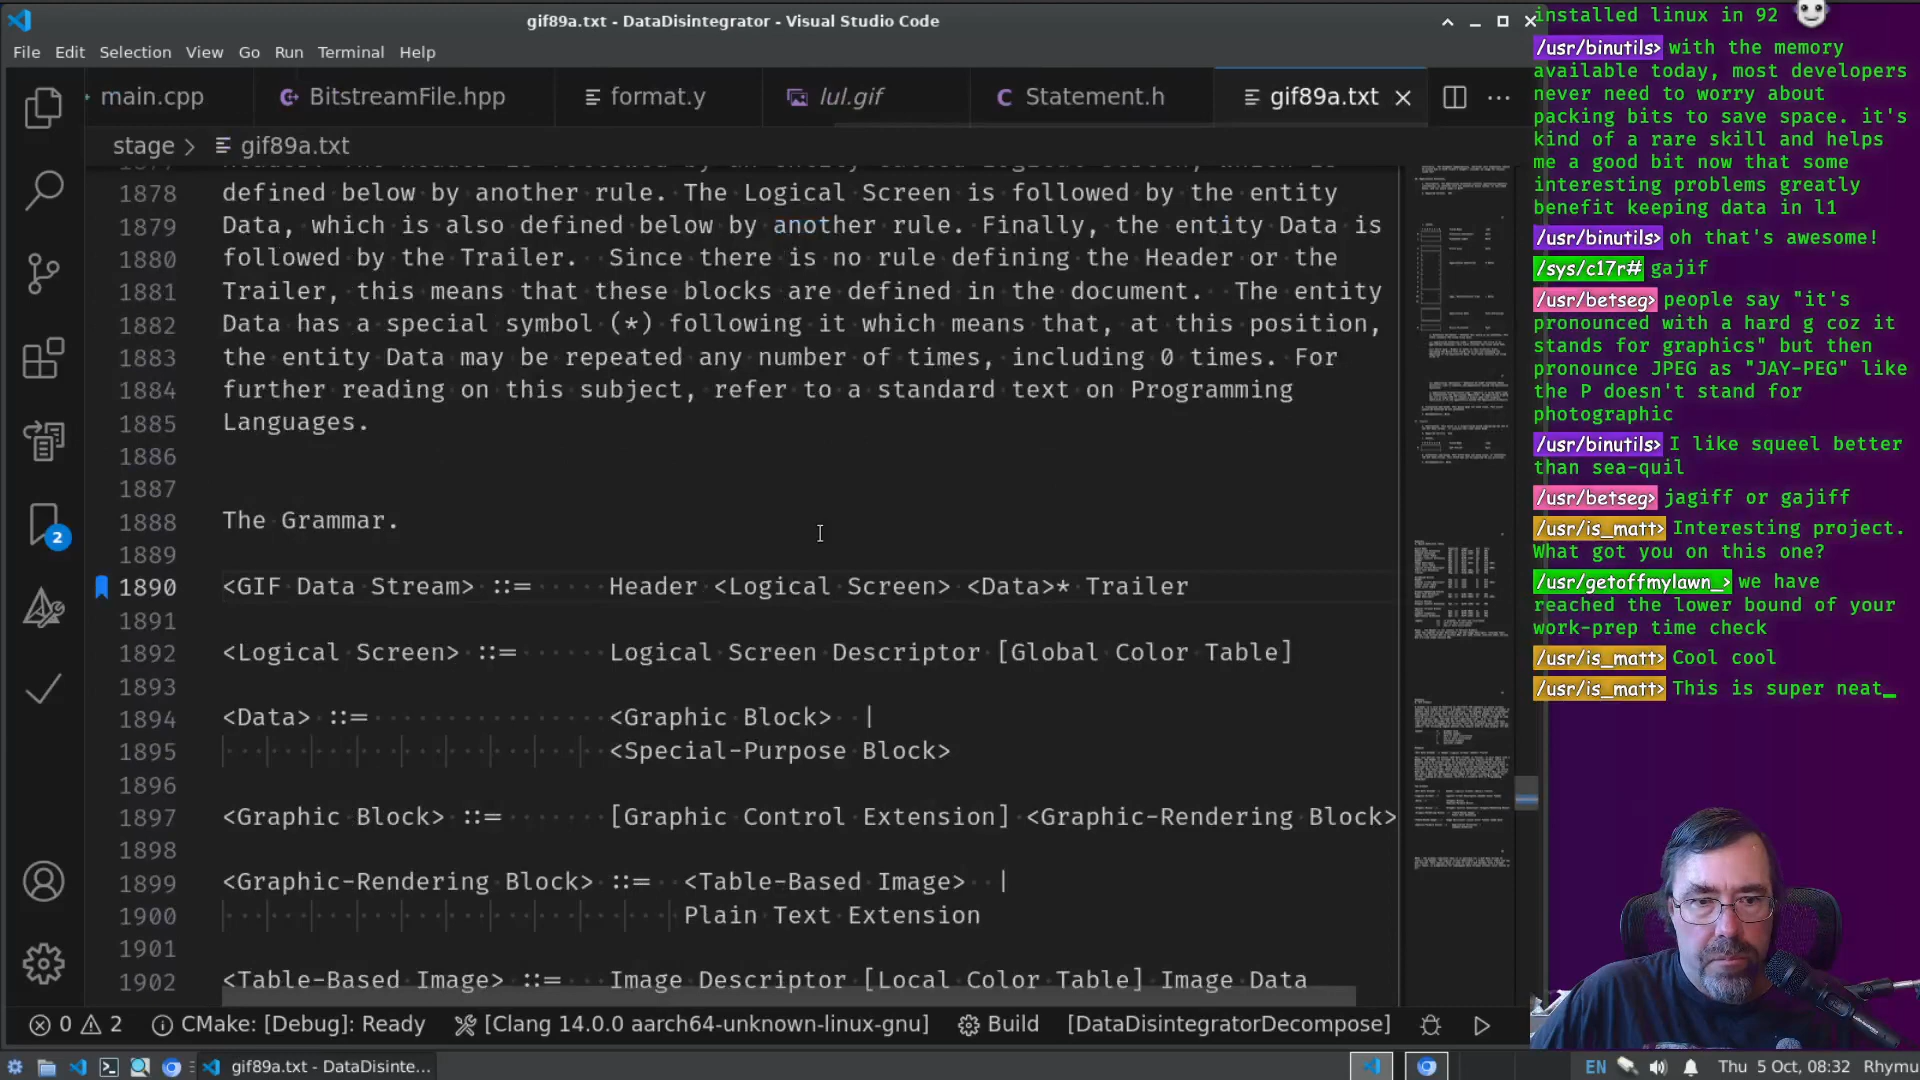 gif89a.txt - DataDisintegrator - Visual Studio Code
File Edit Selection View Go Run Terminal Help
main.cpp BitstreamFile.hpp format.y lul.gif Statement.h gif89a.txt
stage > gif89a.txt
1878 defined below by another rule. The Logical Screen is followed by the entity
1879 Data, which is also defined below by another rule. Finally, the entity Data is
1880 followed by the Trailer.  Since there is no rule defining the Header or the
1881 Trailer, this means that these blocks are defined in the document.  The entity
1882 Data has a special symbol (*) following it which means that, at this position,
1883 the entity Data may be repeated any number of times, including 0 times. For
1884 further reading on this subject, refer to a standard text on Programming
1885 Languages.
1886
1887
1888 The Grammar.
1889
1890 <GIF Data Stream> ::=     Header <Logical Screen> <Data>* Trailer
1891
1892 <Logical Screen> ::=      Logical Screen Descriptor [Global Color Table]
1893
1894 <Data> ::=                <Graphic Block>  |
1895                           <Special-Purpose Block>
1896
1897 <Graphic Block> ::=       [Graphic Control Extension] <Graphic-Rendering Block>
1898
1899 <Graphic-Rendering Block> ::=  <Table-Based Image>  |
1900                                Plain Text Extension
1901
1902 <Table-Based Image> ::=   Image Descriptor [Local Color Table] Image Data
2
0 2 CMake: [Debug]: Ready [Clang 14.0.0 aarch64-unknown-linux-gnu] Build [DataDisintegratorDecompose]
gif89a.txt - DataDisinte... EN Thu 5 Oct, 08:32 Rhymu
installed linux in 92
/usr/binutils> with the memory
available today, most developers
never need to worry about
packing bits to save space. it's
kind of a rare skill and helps
me a good bit now that some
interesting problems greatly
benefit keeping data in l1
/usr/binutils> oh that's awesome!
/sys/c17r# gajif
/usr/betseg> people say "it's
pronounced with a hard g coz it
stands for graphics" but then
pronounce JPEG as "JAY-PEG" like
the P doesn't stand for
photographic
/usr/binutils> I like squeel better
than sea-quil
/usr/betseg> jagiff or gajiff
/usr/is_matt> Interesting project.
What got you on this one?
/usr/getoffmylawn_> we have
reached the lower bound of your
work-prep time check
/usr/is_matt> Cool cool
/usr/is_matt> This is super neat_